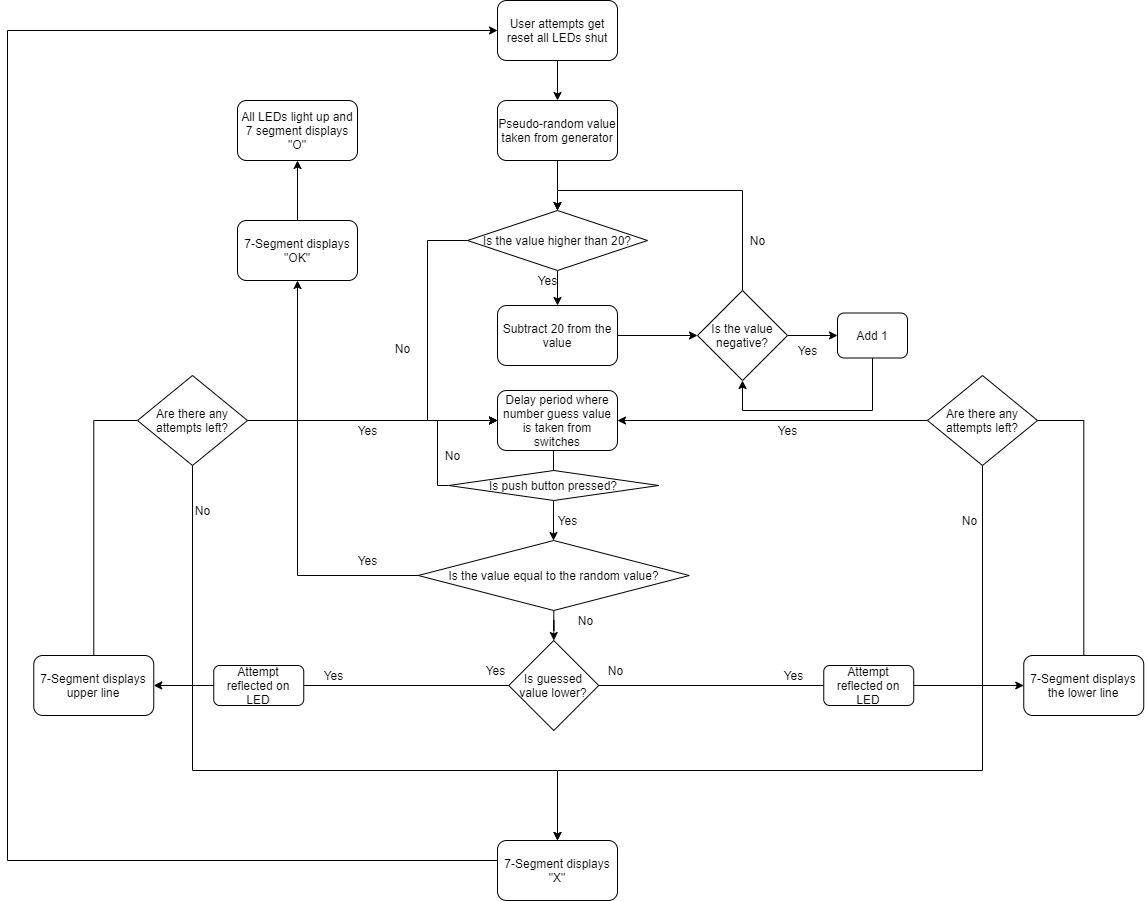 User attempts get
reset all LEDs shut
All LEDs light up and
7 segment displays
"O"
Pseudo-random value
taken from generator
7-Segment displays
"OK"
Is the value higher than 20?
No
Yes
Subtract 20 from the
value
Is the value
negative?
Yes
Add 1
No
Are there any
attempts left?
Yes
Delay period where
number guess value
is taken from
switches
Yes
Are there any
attempts left?
No
Is push button pressed?
No
Yes
No
Yes
Is the value equal to the random value?
No
7-Segment displays
upper line
Attempt
reflected on
LED
Yes
Yes
Is guessed
value lower?
No
Yes
Attempt
reflected on
LED
7-Segment displays
the lower line
7-Segment displays
"X"